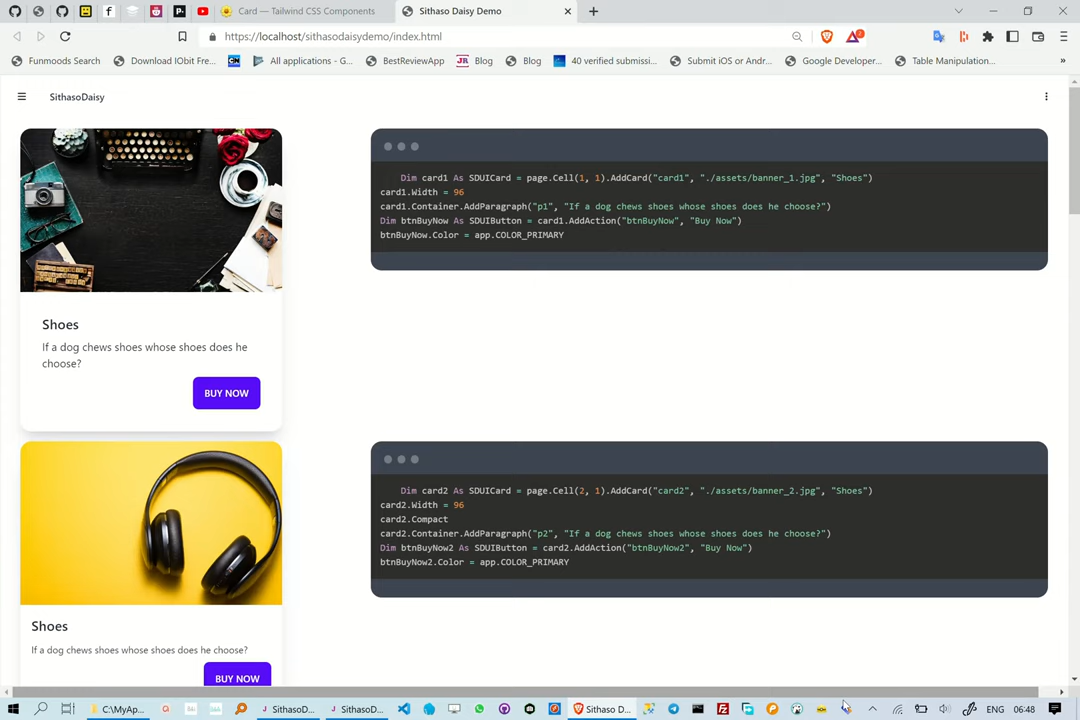 Card — Tailwind CSS Components
Sithaso Daisy Demo
https://localhost/sithasodaisydemo/index.html
2
Funmoods Search
Download IObit Fre...
All applications - G...
BestReviewApp
JR
Blog
Blog
40 verified submissi...
Submit iOS or Andr...
Google Developer...
Table Manipulation...
»
SithasoDaisy
Shoes
If a dog chews shoes whose shoes does he
choose?
BUY NOW
Dim card1 As SDUICard = page.Cell(1, 1).AddCard("card1", "./assets/banner_1.jpg", "Shoes")
card1.Width = 96
card1.Container.AddParagraph("p1", "If a dog chews shoes whose shoes does he choose?")
Dim btnBuyNow As SDUIButton = card1.AddAction("btnBuyNow", "Buy Now")
btnBuyNow.Color = app.COLOR_PRIMARY
Shoes
If a dog chews shoes whose shoes does he choose?
BUY NOW
Dim card2 As SDUICard = page.Cell(2, 1).AddCard("card2", "./assets/banner_2.jpg", "Shoes")
card2.Width = 96
card2.Compact
card2.Container.AddParagraph("p2", "If a dog chews shoes whose shoes does he choose?")
Dim btnBuyNow2 As SDUIButton = card2.AddAction("btnBuyNow2", "Buy Now")
btnBuyNow2.Color = app.COLOR_PRIMARY
C:\MyAp...
SithasoD...
SithasoD...
Sithaso D...
ENG
06:48